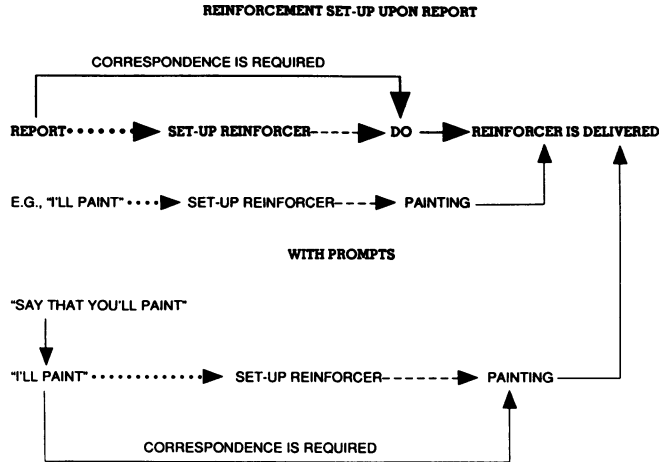 REINFORCEMENT SET-UP UPON REPORT
CORRESPONDENCE IS REQUIRED
REPORT SET-UP REINFORCER DO REINFORCER IS DELIVERED
E.G., "I'LL PAINT" SET-UP REINFORCER PAINTING
WITH PROMPTS
"SAY THAT YOU'LL PAINT"
"I'LL PAINT" SET-UP REINFORCER PAINTING
CORRESPONDENCE IS REQUIRED